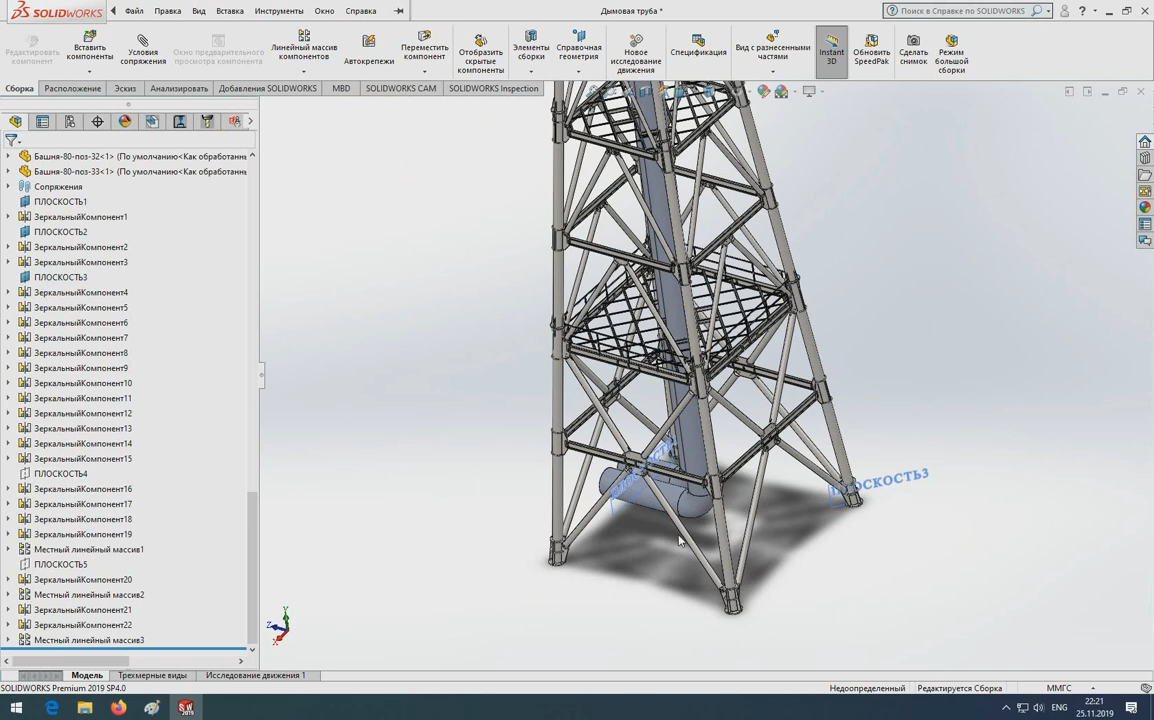 SOLIDWORKS
Файл Правка Вид Вставка Инструменты Окно Справка
Дымовая труба *
Поиск в Справке по SOLIDWORKS
Редактировать компонент
Вставить компоненты
Условия сопряжения
Окно предварительного просмотра компонента
Линейный массив компонентов
Автокрепежи
Переместить компонент
Отобразить скрытые компоненты
Элементы сборки
Справочная геометрия
Новое исследование движения
Спецификация
Вид с разнесенными частями
Instant 3D
Обновить SpeedPak
Сделать снимок
Режим большой сборки
Сборка Расположение Эскиз Анализировать Добавления SOLIDWORKS MBD SOLIDWORKS CAM SOLIDWORKS Inspection
Башня-80-поз-32<1> (По умолчанию<Как обработанны
Башня-80-поз-33<1> (По умолчанию<Как обработанны
Сопряжения
ПЛОСКОСТЬ1
ЗеркальныйКомпонент1
ПЛОСКОСТЬ2
ЗеркальныйКомпонент2
ЗеркальныйКомпонент3
ПЛОСКОСТЬ3
ЗеркальныйКомпонент4
ЗеркальныйКомпонент5
ЗеркальныйКомпонент6
ЗеркальныйКомпонент7
ЗеркальныйКомпонент8
ЗеркальныйКомпонент9
ЗеркальныйКомпонент10
ЗеркальныйКомпонент11
ЗеркальныйКомпонент12
ЗеркальныйКомпонент13
ЗеркальныйКомпонент14
ЗеркальныйКомпонент15
ПЛОСКОСТЬ4
ЗеркальныйКомпонент16
ЗеркальныйКомпонент17
ЗеркальныйКомпонент18
ЗеркальныйКомпонент19
Местный линейный массив1
ПЛОСКОСТЬ5
ЗеркальныйКомпонент20
Местный линейный массив2
ЗеркальныйКомпонент21
ЗеркальныйКомпонент22
Местный линейный массив3
ПЛОСКОСТЬ3
Y
Z
X
Модель Трехмерные виды Исследование движения 1
SOLIDWORKS Premium 2019 SP4.0
Недоопределенный Редактируется Сборка ММГС
ENG
22:21
25.11.2019